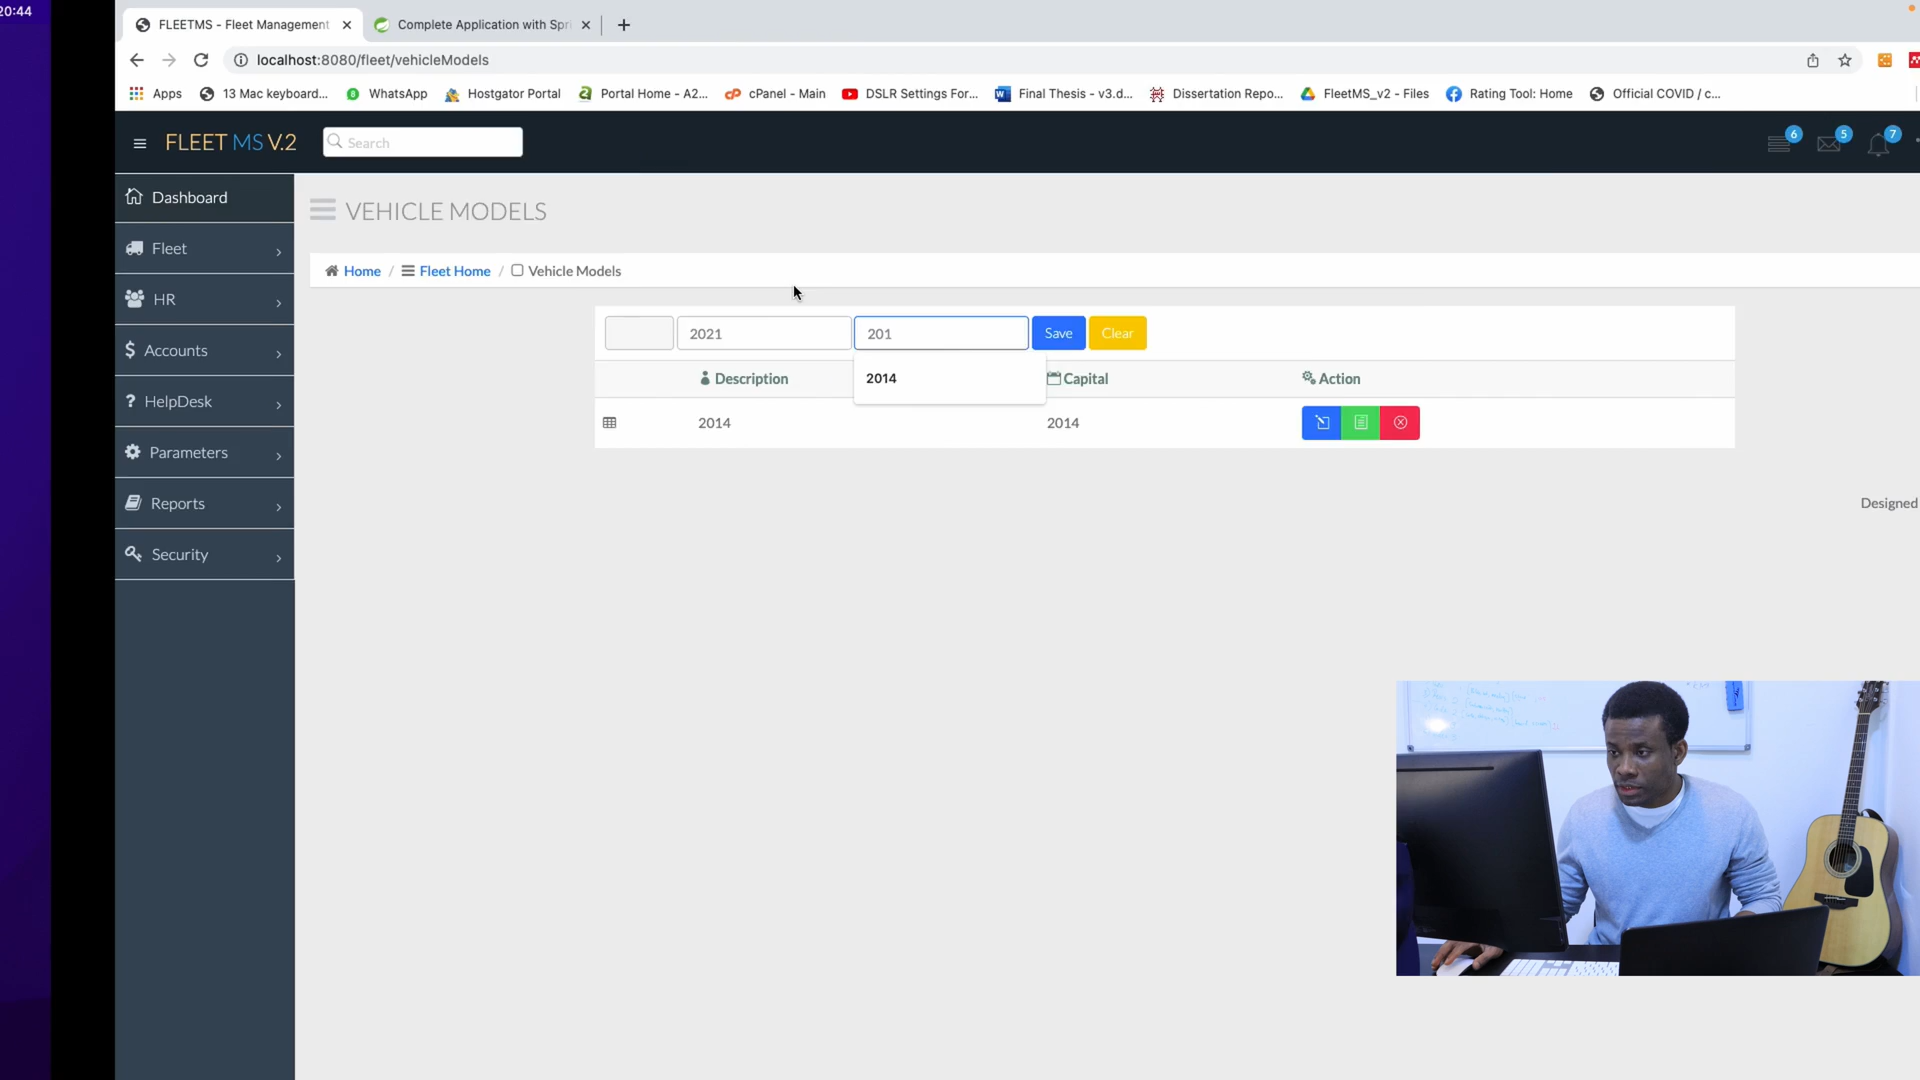 20:44
FLEETMS - Fleet Management
Complete Application with Spri
localhost:8080/fleet/vehicleModels
Apps
13 Mac keyboard...
WhatsApp
Hostgator Portal
Portal Home - A2...
cPanel - Main
DSLR Settings For...
Final Thesis - v3.d...
Dissertation Repo...
FleetMS_v2 - Files
Rating Tool: Home
Official COVID / c...
FLEET MS V.2
Search
6
5
7
Dashboard
Fleet
HR
Accounts
HelpDesk
Parameters
Reports
Security
VEHICLE MODELS
Home / Fleet Home / Vehicle Models
2021
201
Save
Clear
2014
Description
Capital
Action
2014
2014
Designed